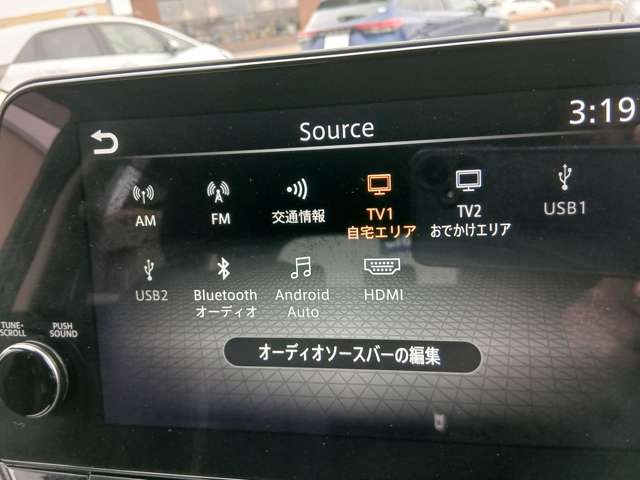 3:19
Source
AM
FM
交通情報
TV1
自宅エリア
TV2
おでかけエリア
USB1
USB2
Bluetooth
オーディオ
Android
Auto
HDMI
オーディオソースバーの編集
TUNE•
SCROLL
PUSH
SOUND